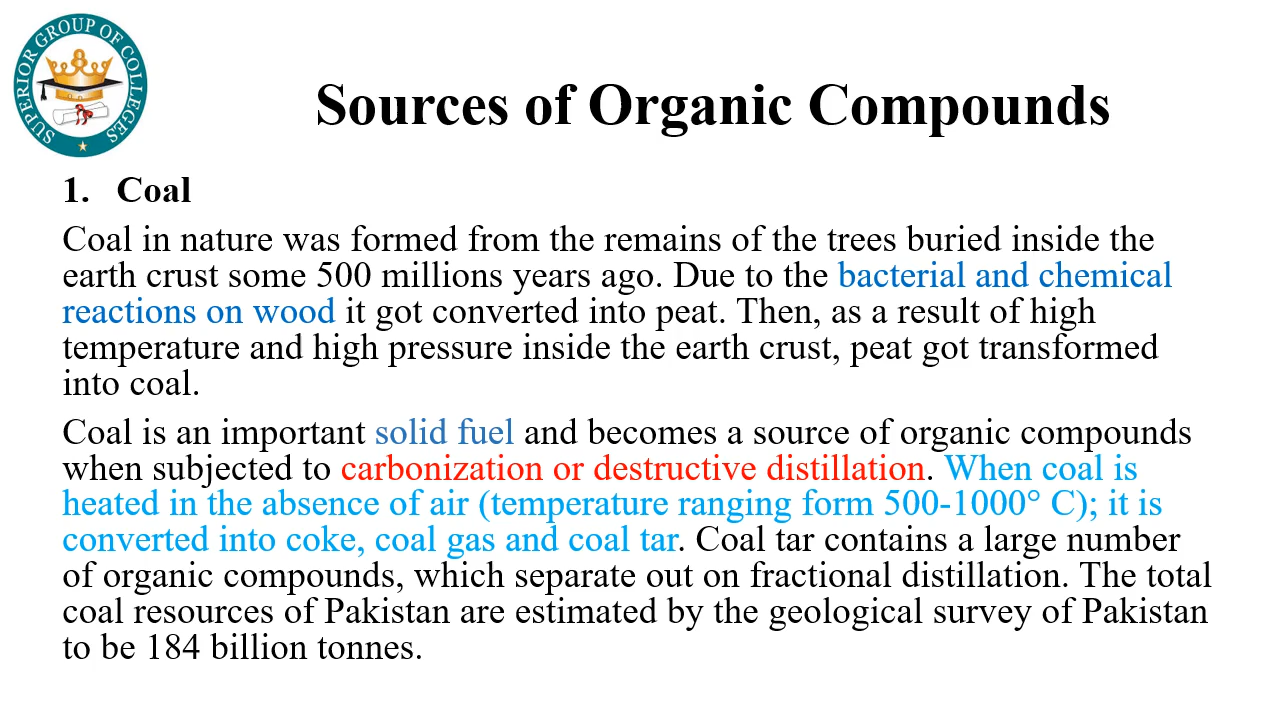 SUPERIOR GROUP OF COLLEGES
Sources of Organic Compounds
1. Coal
Coal in nature was formed from the remains of the trees buried inside the
earth crust some 500 millions years ago. Due to the bacterial and chemical
reactions on wood it got converted into peat. Then, as a result of high
temperature and high pressure inside the earth crust, peat got transformed
into coal.
Coal is an important solid fuel and becomes a source of organic compounds
when subjected to carbonization or destructive distillation. When coal is
heated in the absence of air (temperature ranging form 500-1000° C); it is
converted into coke, coal gas and coal tar. Coal tar contains a large number
of organic compounds, which separate out on fractional distillation. The total
coal resources of Pakistan are estimated by the geological survey of Pakistan
to be 184 billion tonnes.